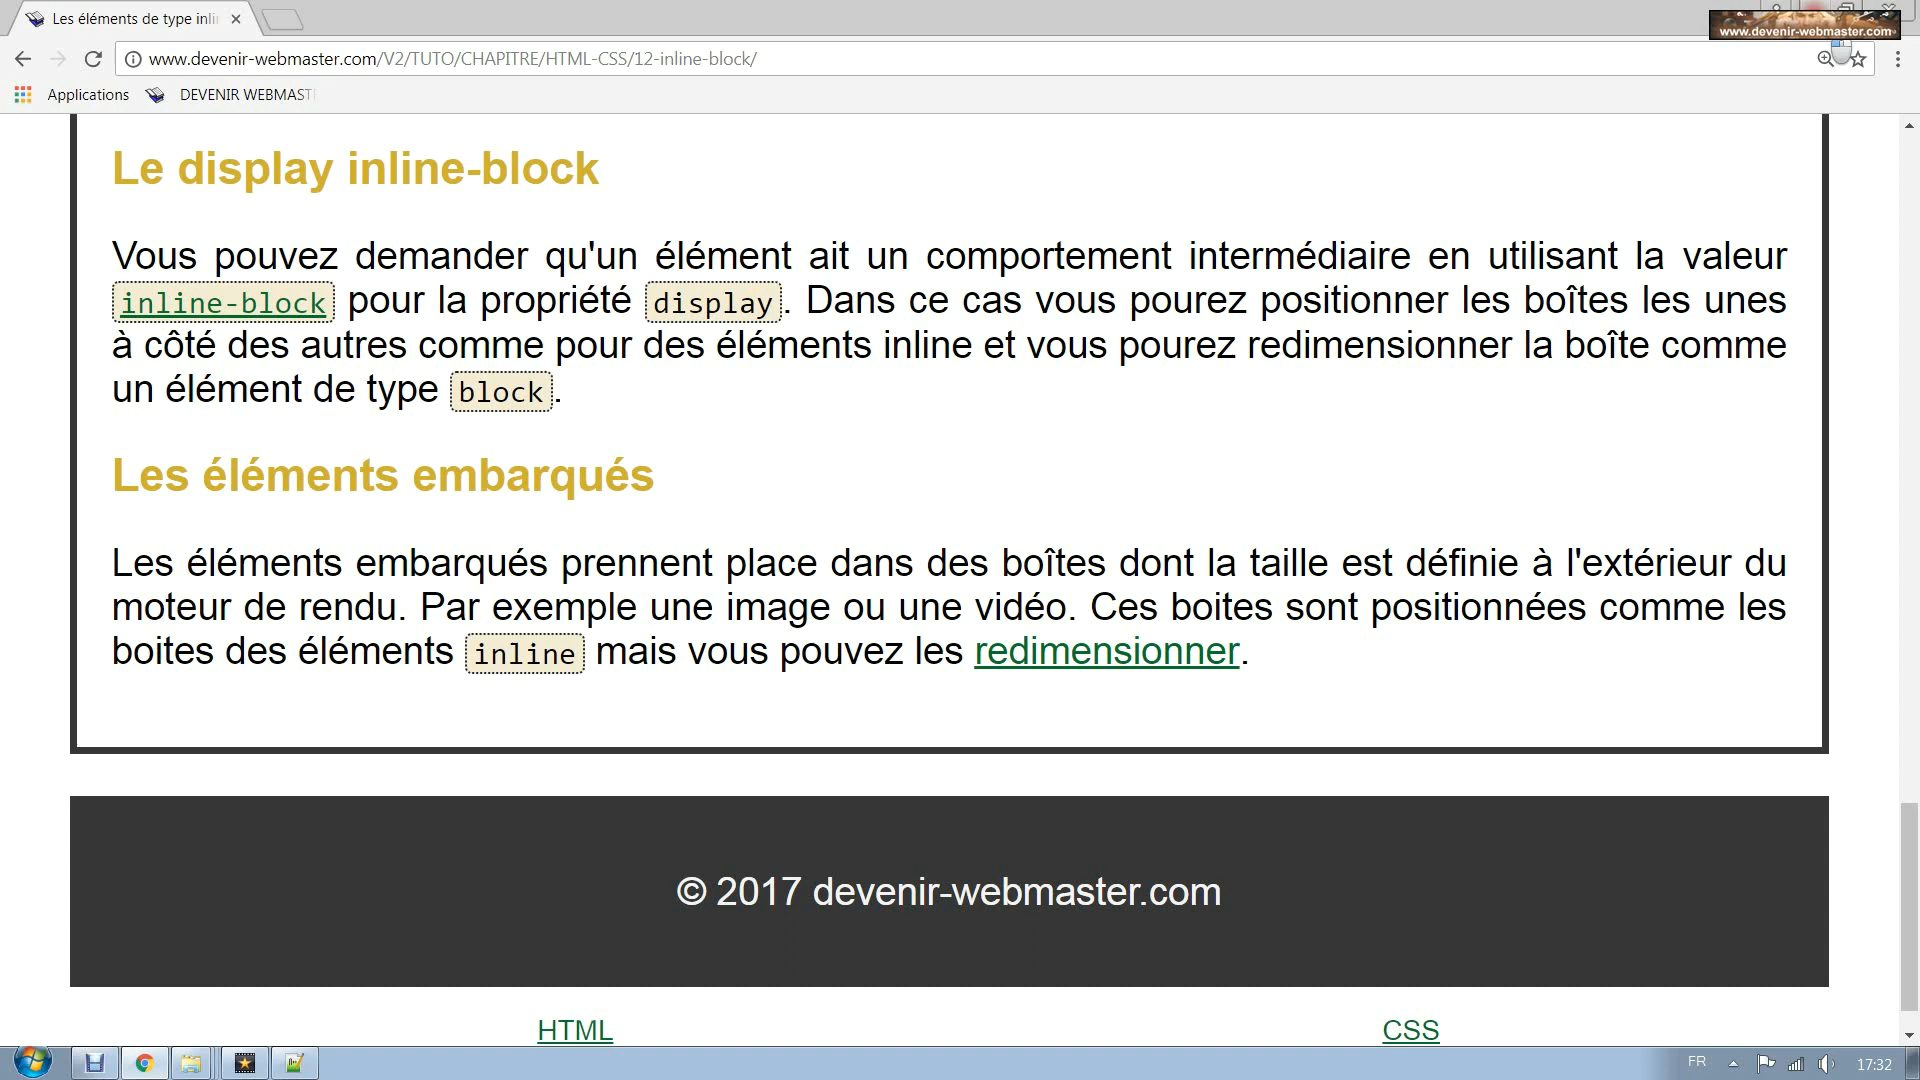 Les éléments de type inli
www.devenir-webmaster.com
www.devenir-webmaster.com/V2/TUTO/CHAPITRE/HTML-CSS/12-inline-block/
Applications DEVENIR WEBMAST
Le display inline-block
Vous pouvez demander qu'un élément ait un comportement intermédiaire en utilisant la valeur
inline-block pour la propriété display. Dans ce cas vous pourez positionner les boîtes les unes
à côté des autres comme pour des éléments inline et vous pourez redimensionner la boîte comme
un élément de type block.
Les éléments embarqués
Les éléments embarqués prennent place dans des boîtes dont la taille est définie à l'extérieur du
moteur de rendu. Par exemple une image ou une vidéo. Ces boites sont positionnées comme les
boites des éléments inline mais vous pouvez les redimensionner.
© 2017 devenir-webmaster.com
HTML CSS
FR 17:32